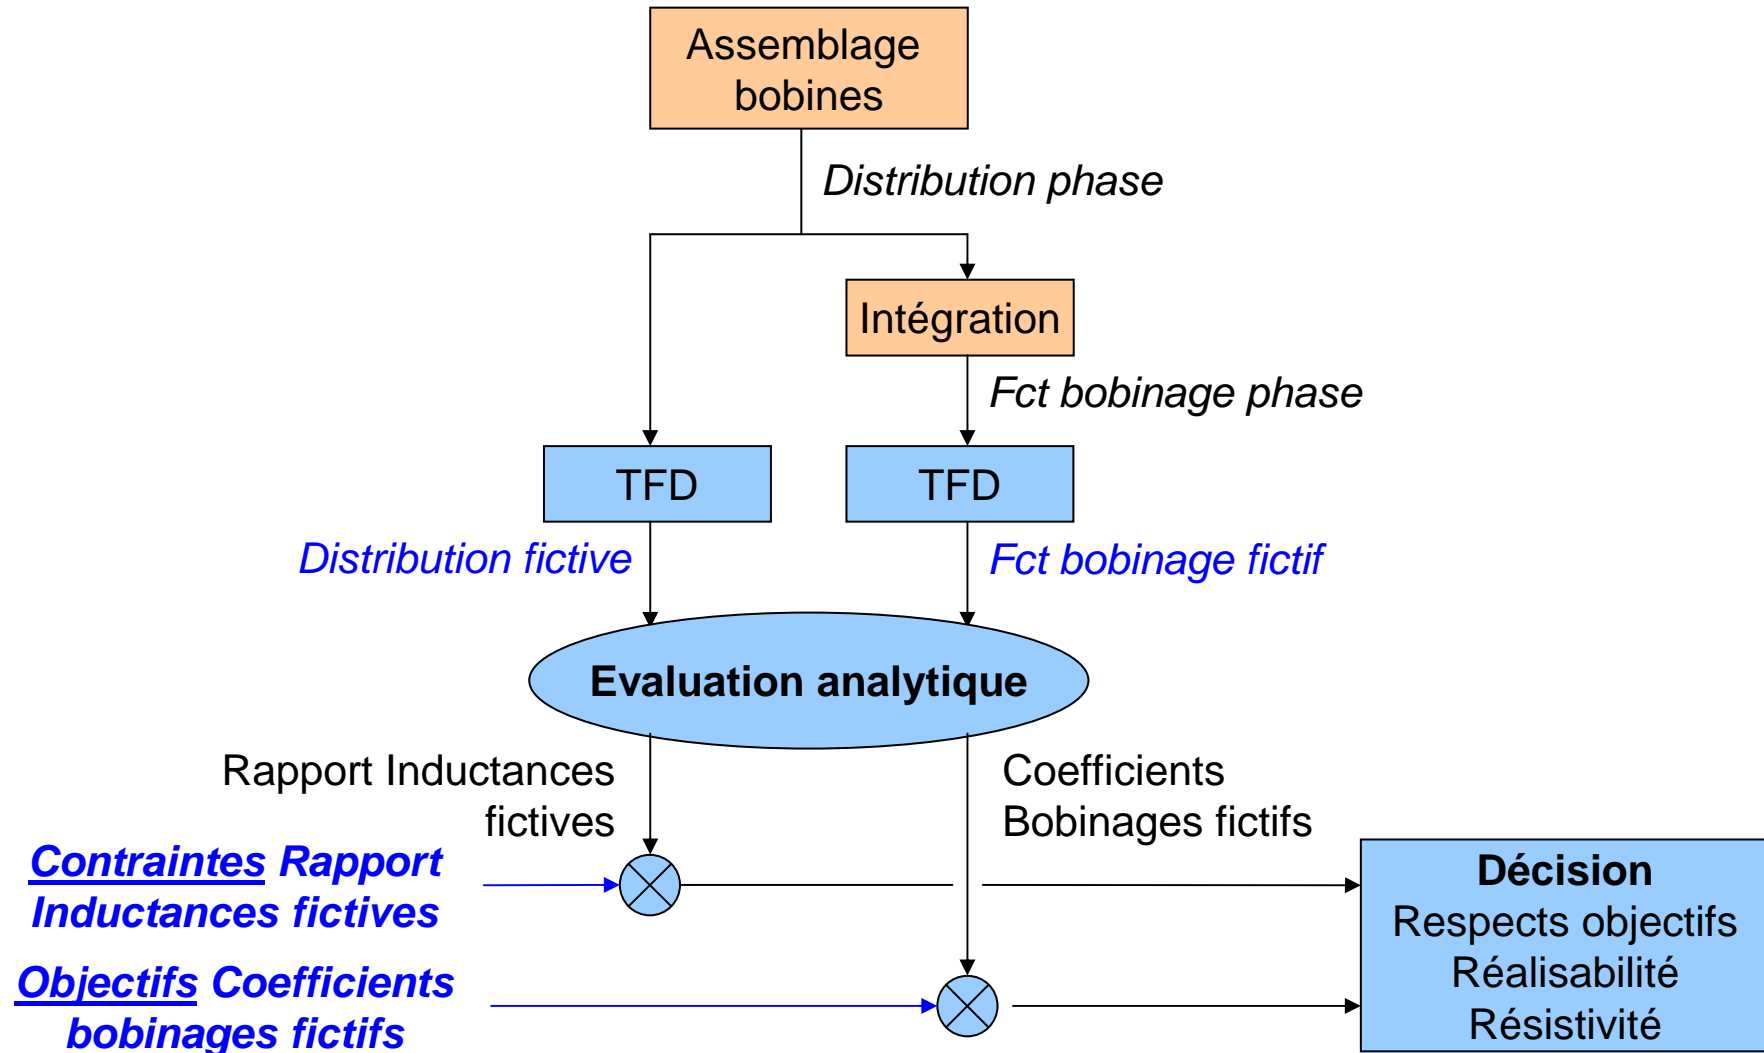 Assemblage
bobines
Distribution phase
Intégration
Fct bobinage phase
TFD
TFD
Distribution fictive
Fct bobinage fictif
Evaluation analytique
Rapport Inductances
fictives
Coefficients
Bobinages fictifs
Contraintes Rapport
Inductances fictives
Objectifs Coefficients
bobinages fictifs
Décision
Respects objectifs
Réalisabilité
Résistivité